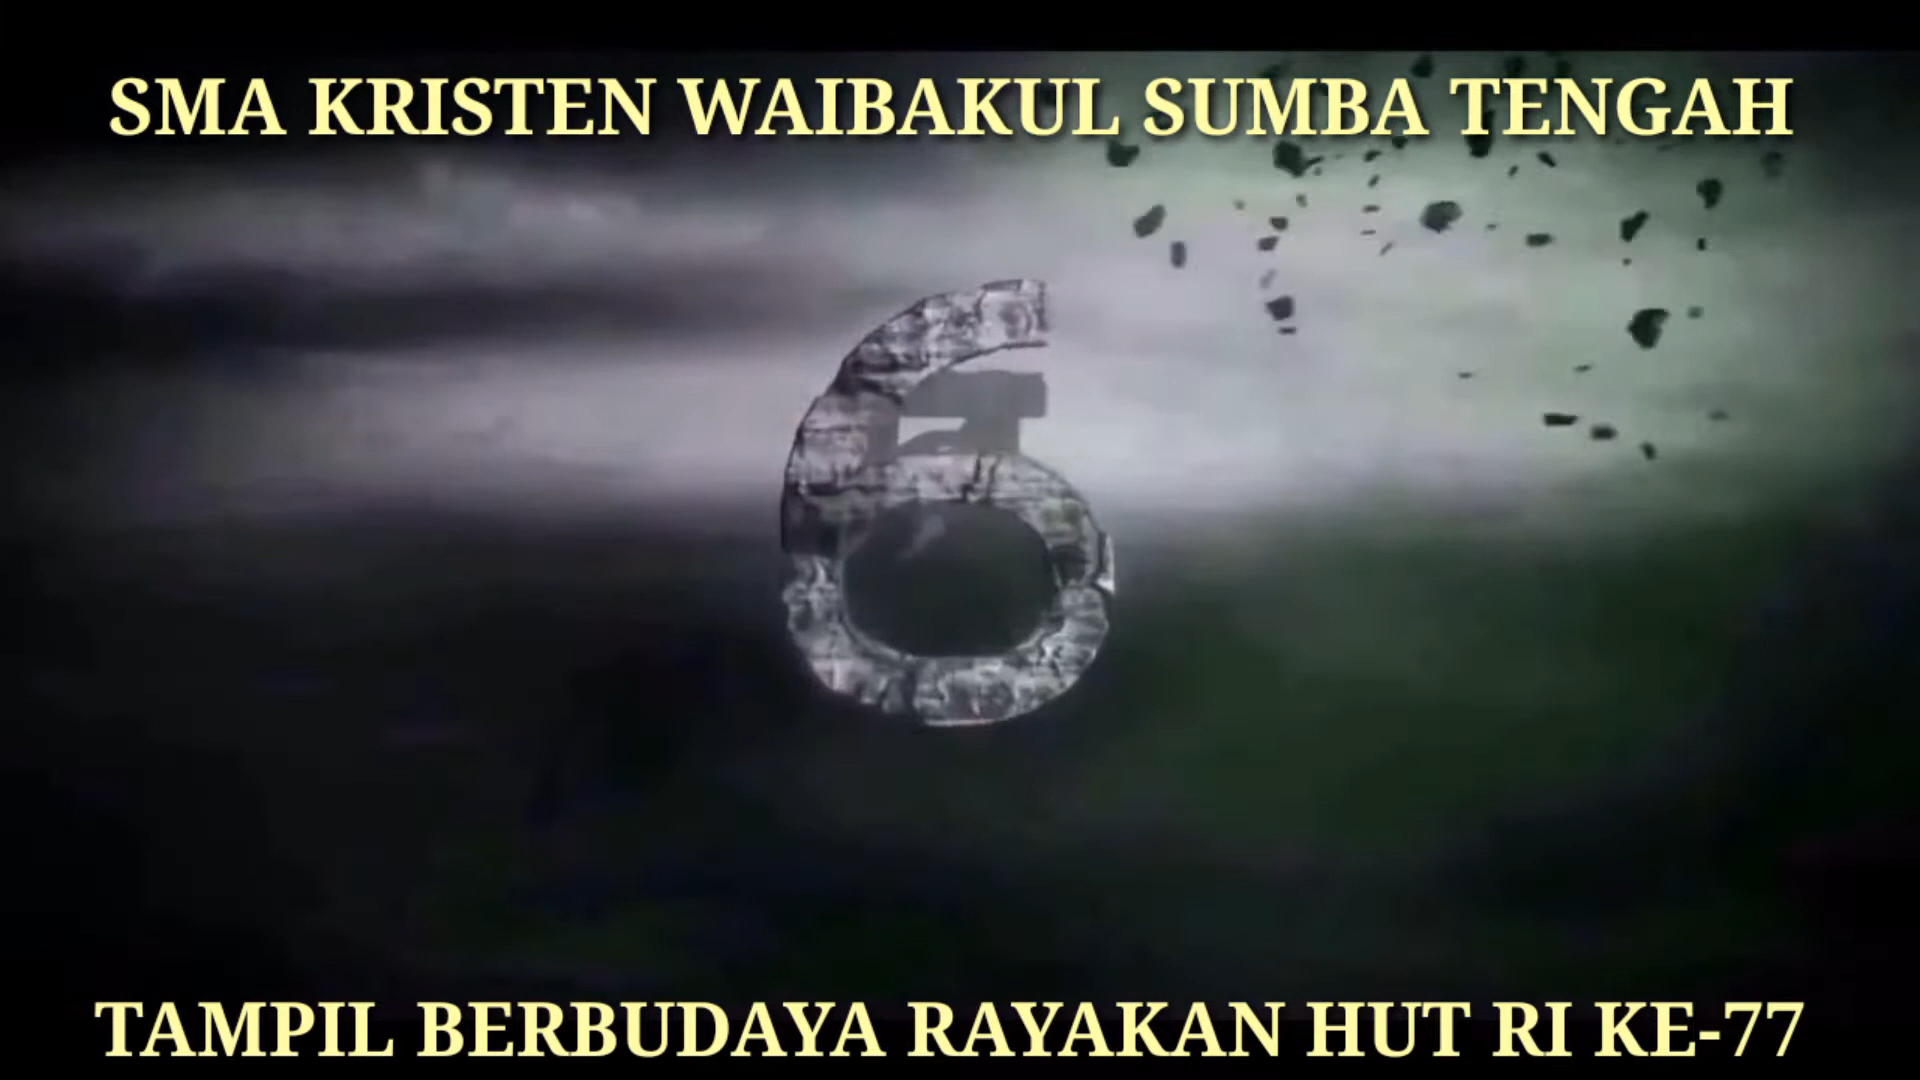 SMA KRISTEN WAIBAKUL SUMBA TENGAH
6
TAMPIL BERBUDAYA RAYAKAN HUT RI KE-77